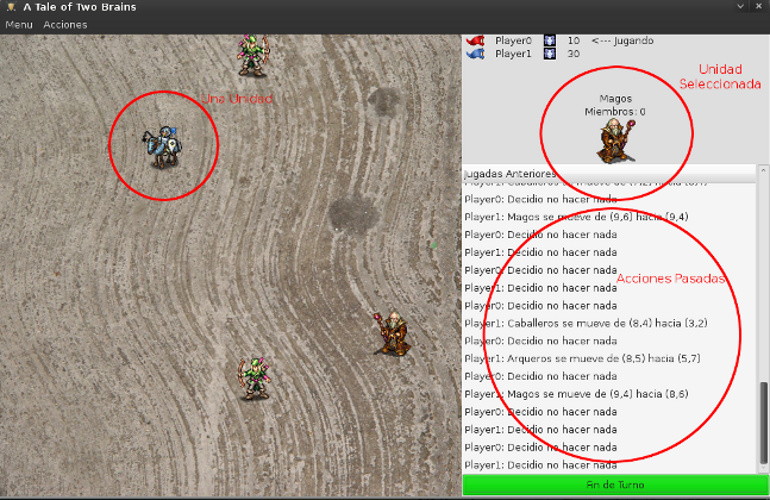 A Tale of Two Brains
Menu Acciones
Player0 10 <--- Jugando
Player1 30
Unidad
Seleccionada
Una Unidad
Magos
Miembros: 0
Jugadas Anteriores
Player0: Decidio no hacer nada
Player1: Magos se mueve de (9,6) hacia (9,4)
Player0: Decidio no hacer nada
Player1: Decidio no hacer nada
Player0: Decidio no hacer nada
Acciones Pasadas
Player1: Decidio no hacer nada
Player0: Decidio no hacer nada
Player1: Caballeros se mueve de (8,4) hacia (3,2)
Player0: Decidio no hacer nada
Player1: Arqueros se mueve de (8,5) hacia (5,7)
Player0: Decidio no hacer nada
Player1: Magos se mueve de (9,4) hacia (8,6)
Player0: Decidio no hacer nada
Player1: Decidio no hacer nada
Player0: Decidio no hacer nada
Player1: Decidio no hacer nada
Fin de Turno